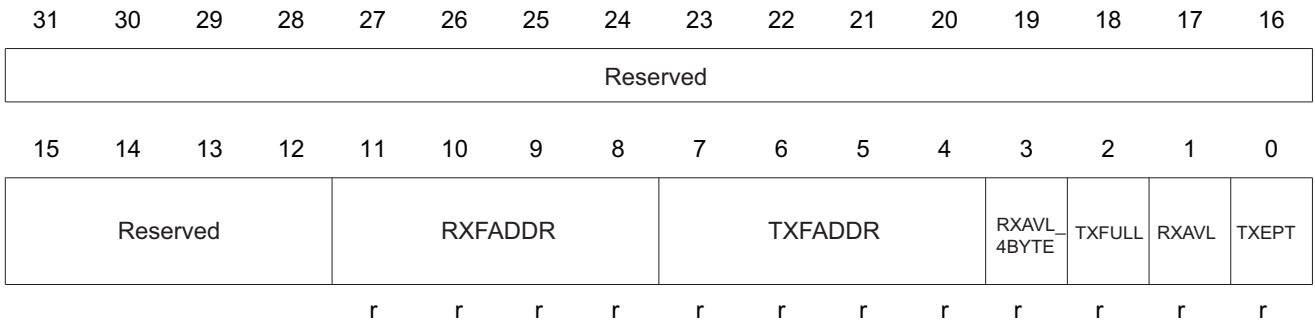 31 30 29 28 27 26 25 24 23 22 21 20 19 18 17 16
Reserved
15 14 13 12 11 10 9 8 7 6 5 4 3 2 1 0
Reserved RXFADDR TXFADDR RXAVL_ TXFULL RXAVL TXEPT
4BYTE
r r r r r r r r r r r r